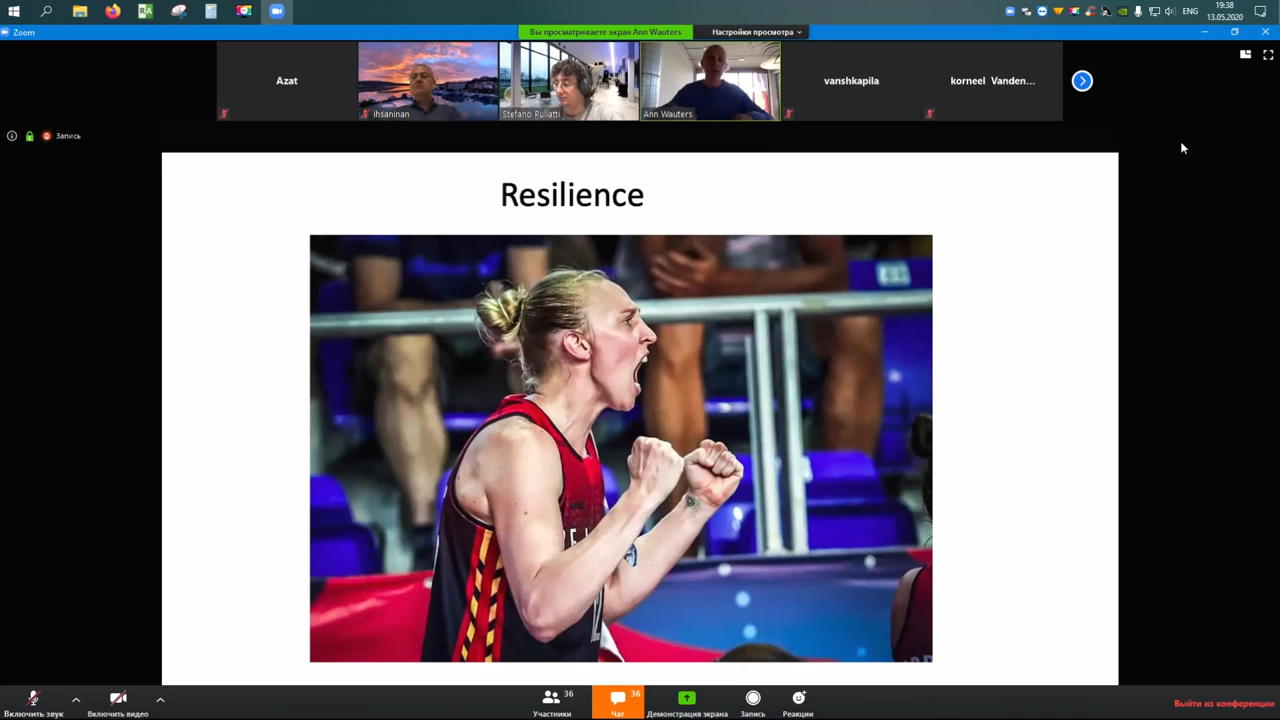 19:38
ENG
13.05.2020
Zoom
Вы просматриваете экран Ann Wauters
Настройки просмотра
Azat
ihsaninan
Stefano Ruliatti
Ann Wauters
vanshkapila
korneel Vanden...
Запись
Resilience
Включить звук
Включить видео
36
Участники
36
Чат
Демонстрация экрана
Запись
Реакции
Выйти из конференции